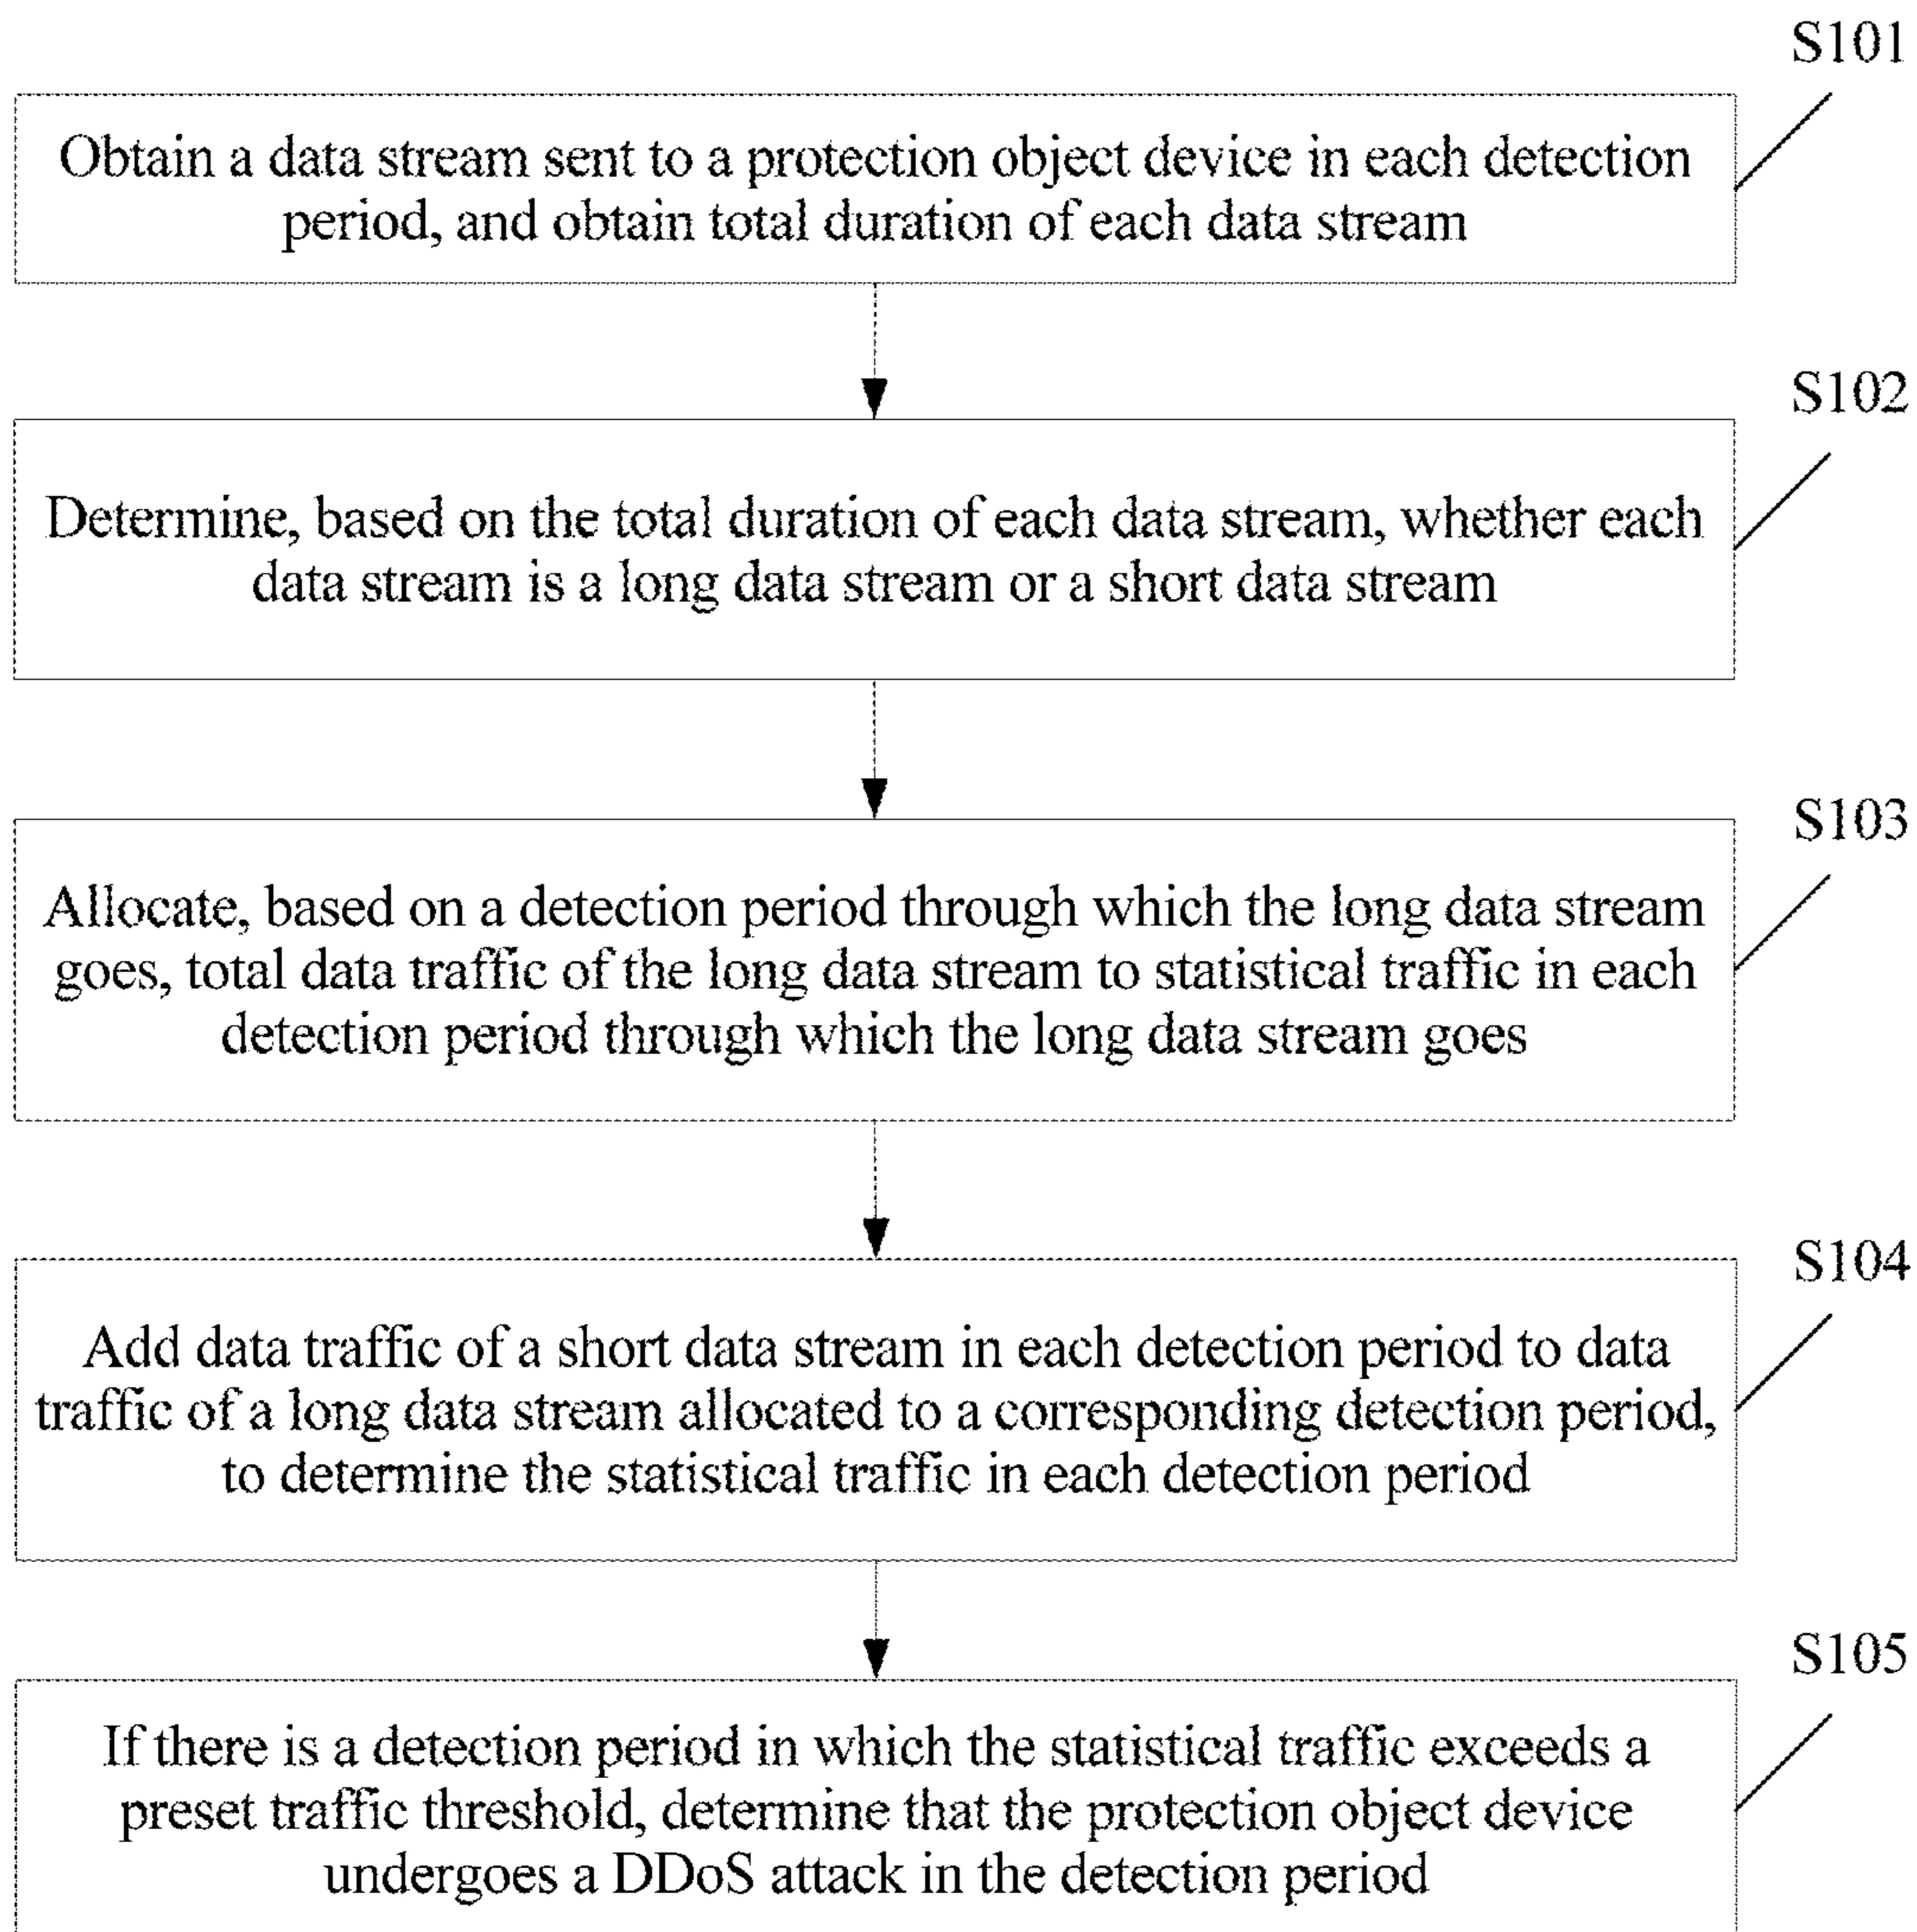 S101
Obtain a data stream sent to a protection object device in each detection
period, and obtain total duration of each data stream
S102
Determine, based on the total duration of each data stream, whether each
data stream is a long data stream or a short data stream
S103
Allocate, based on a detection period through which the long data stream
goes, total data traffic of the long data stream to statistical traffic in each
detection period through which the long data stream goes
S104
Add data traffic of a short data stream in each detection period to data
traffic of a long data stream allocated to a corresponding detection period,
to determine the statistical traffic in each detection period
S105
If there is a detection period in which the statistical traffic exceeds a
preset traffic threshold, determine that the protection object device
undergoes a DDoS attack in the detection period